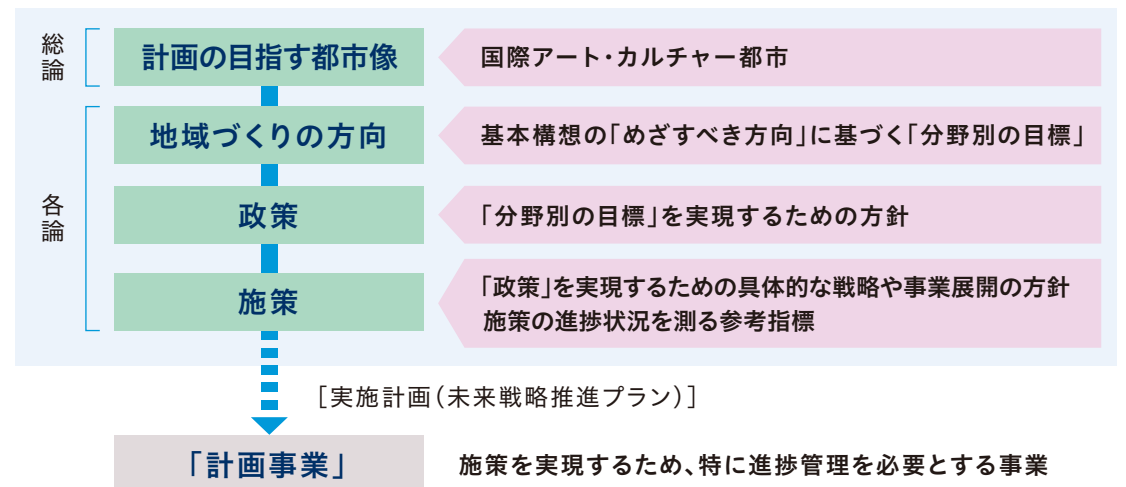 総論
計画の目指す都市像
国際アート・カルチャー都市
各論
地域づくりの方向
基本構想の「めざすべき方向」に基づく「分野別の目標」
政策
「分野別の目標」を実現するための方針
施策
「政策」を実現するための具体的な戦略や事業展開の方針
施策の進捗状況を測る参考指標
［実施計画（未来戦略推進プラン）］
「計画事業」
施策を実現するため、特に進捗管理を必要とする事業